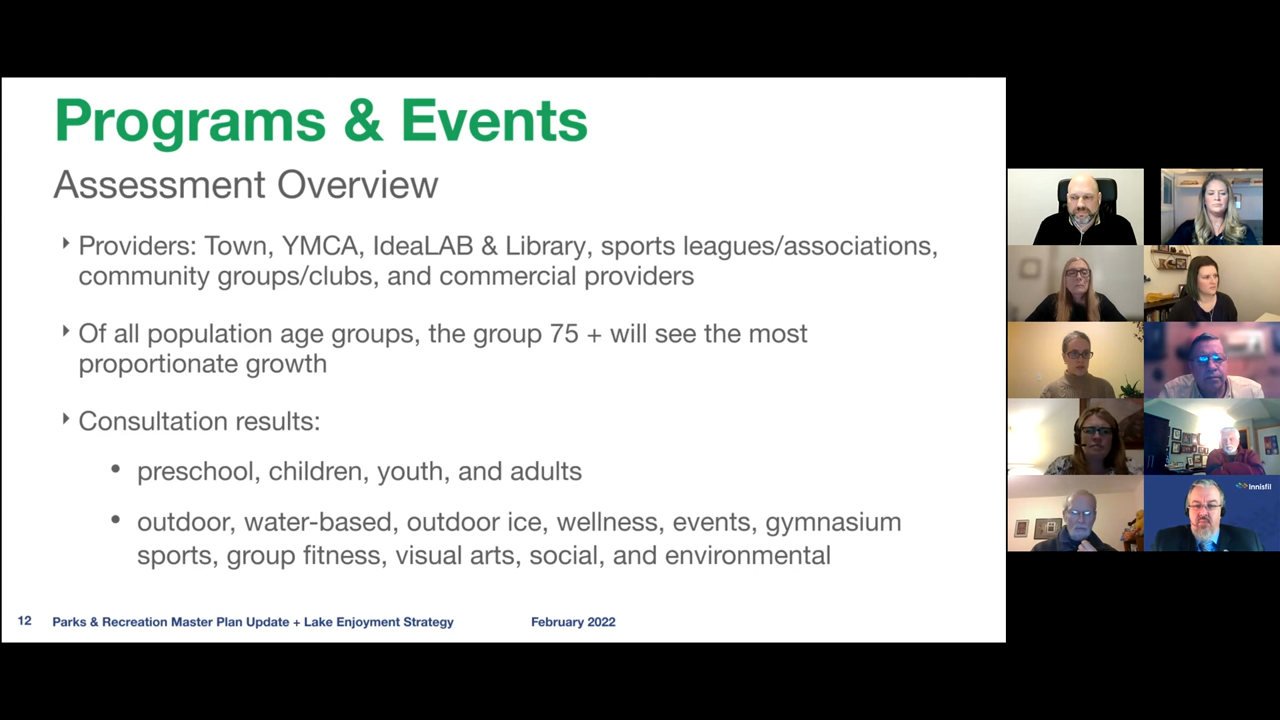 Programs & Events
Assessment Overview
Providers: Town, YMCA, IdeaLAB & Library, sports leagues/associations,
community groups/clubs, and commercial providers
Of all population age groups, the group 75 + will see the most
proportionate growth
Consultation results:
preschool, children, youth, and adults
outdoor, water-based, outdoor ice, wellness, events, gymnasium
sports, group fitness, visual arts, social, and environmental
12 Parks & Recreation Master Plan Update + Lake Enjoyment Strategy February 2022
Innisfil